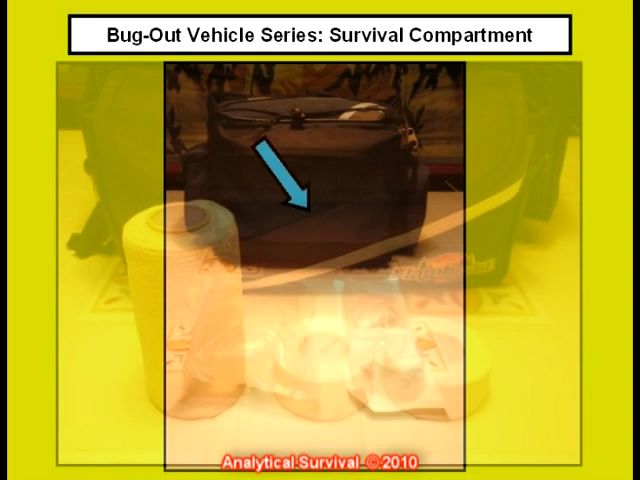 Bug-Out Vehicle Series: Survival Compartment
Analytical Survival © 2010